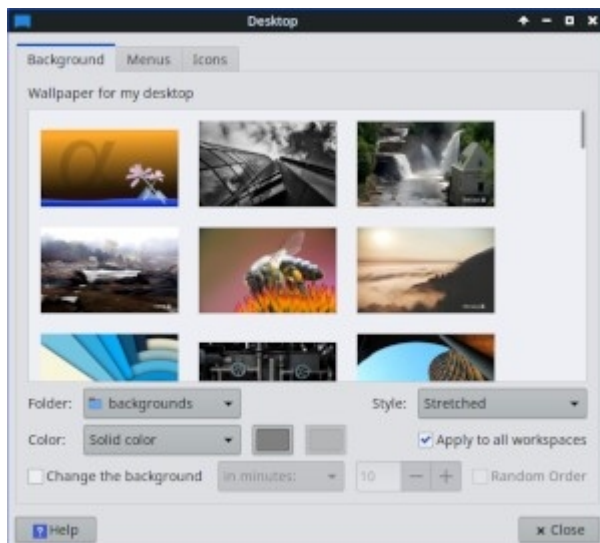 Desktop
Background Menus Icons
Wallpaper for my desktop
α
Folder: backgrounds Style: Stretched
Color: Solid color Apply to all workspaces
Change the background in minutes: 10 Random Order
? Help × Close